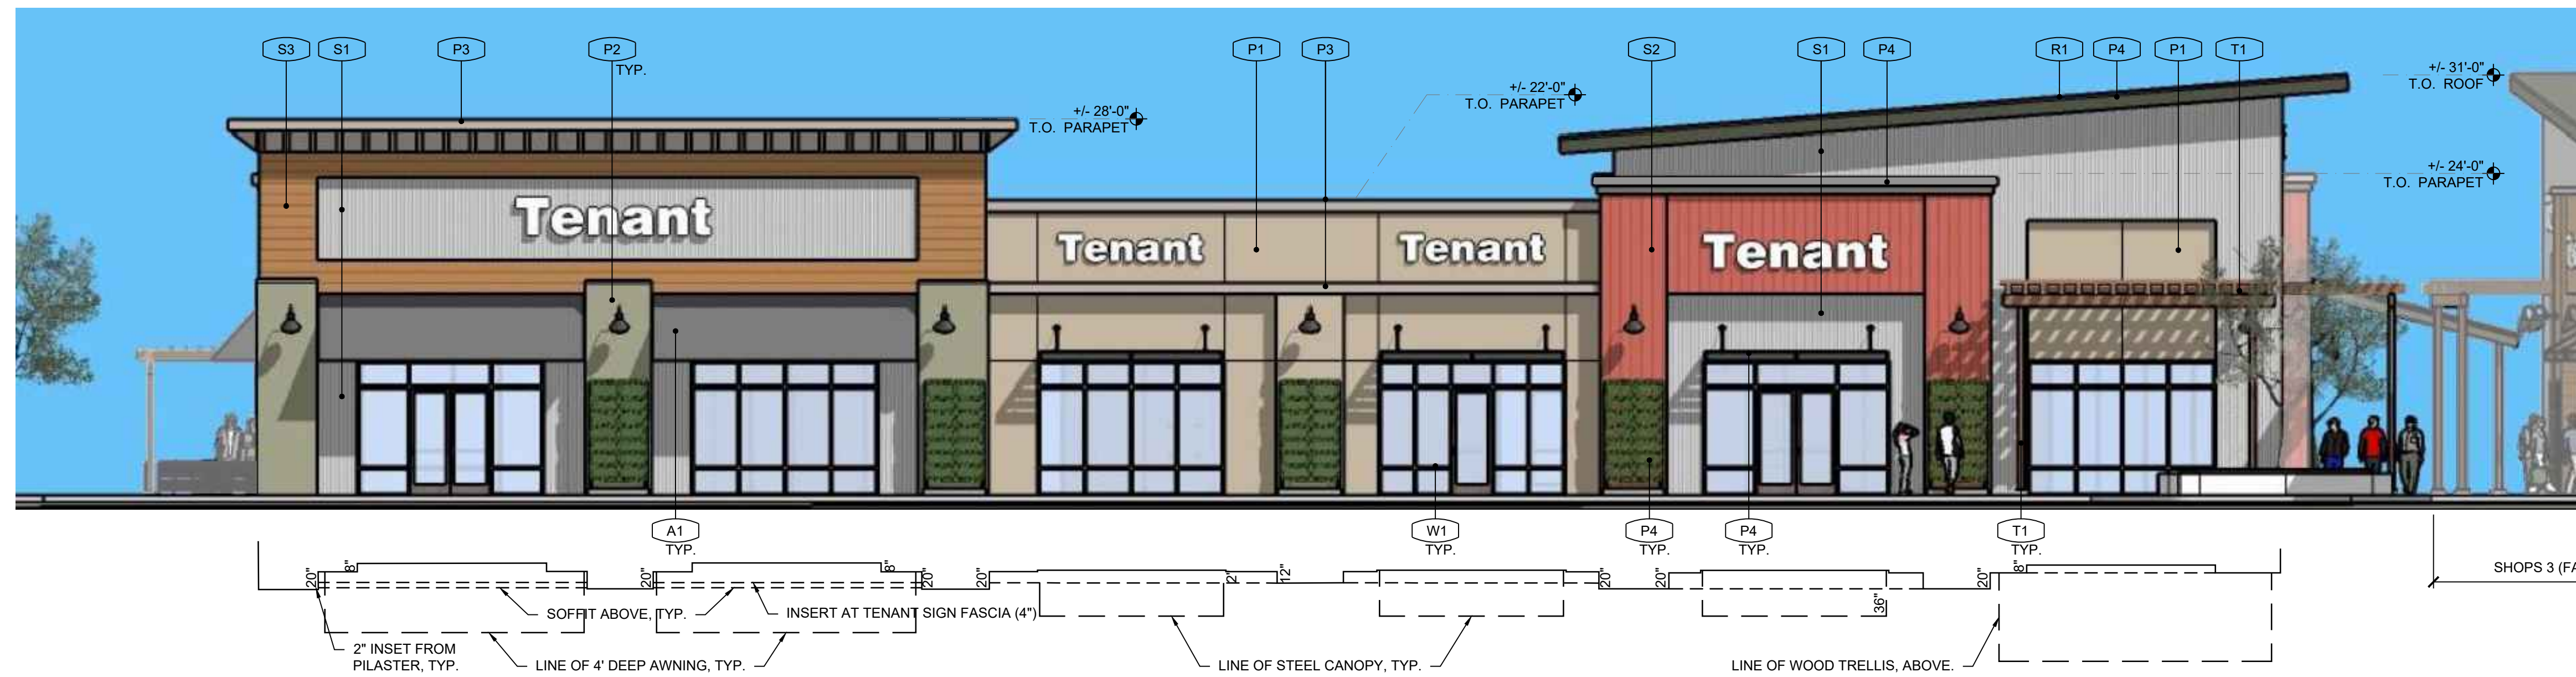 S3 S1 P3 P2 P1 P3 S2 S1 P4 R1 P4 P1 T1
TYP.
+/- 31'-0"
T.O. ROOF
+/- 22'-0"
T.O. PARAPET
+/- 28'-0"
T.O. PARAPET
+/- 24'-0"
T.O. PARAPET
Tenant
Tenant
Tenant
Tenant
A1 W1 P4 P4 T1
TYP. TYP. TYP. TYP. TYP.
20" 8" 20" 8" 20" 20" 2" 12" 20" 20" 36" 20" 8"
SHOPS 3 (FA
SOFFIT ABOVE, TYP.
INSERT AT TENANT SIGN FASCIA (4")
2" INSET FROM
PILASTER, TYP.
LINE OF 4' DEEP AWNING, TYP.
LINE OF STEEL CANOPY, TYP.
LINE OF WOOD TRELLIS, ABOVE.